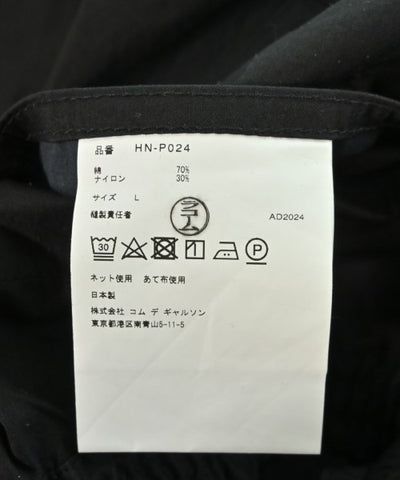 品番 HN-P024
綿 70%
ナイロン 30%
サイズ L
縫製責任者 コム AD2024
30 1 P
ネット使用 あて布使用
日本製
株式会社 コム デ ギャルソン
東京都港区南青山5-11-5